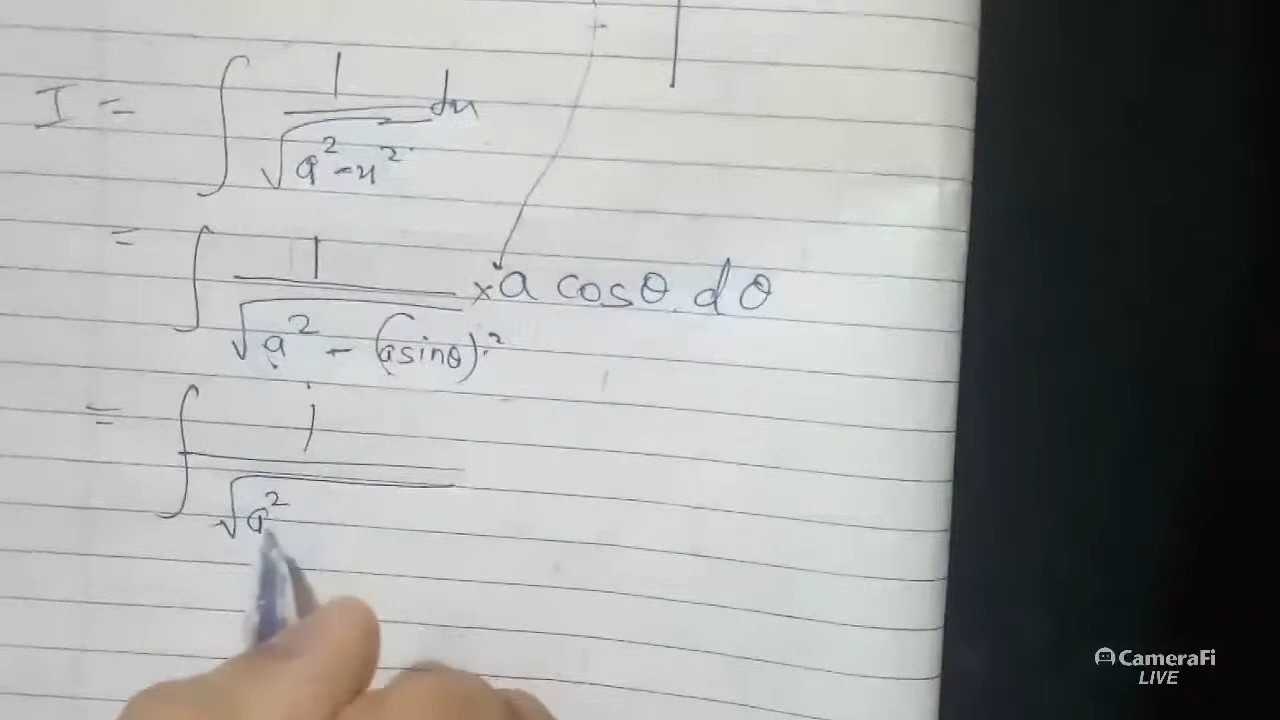 I = ∫ 1/√(a² - x²) dx
= ∫ 1/√(a² - (a sinθ)²) × a cosθ. dθ
= ∫ 1/√(a²
CameraFi
LIVE